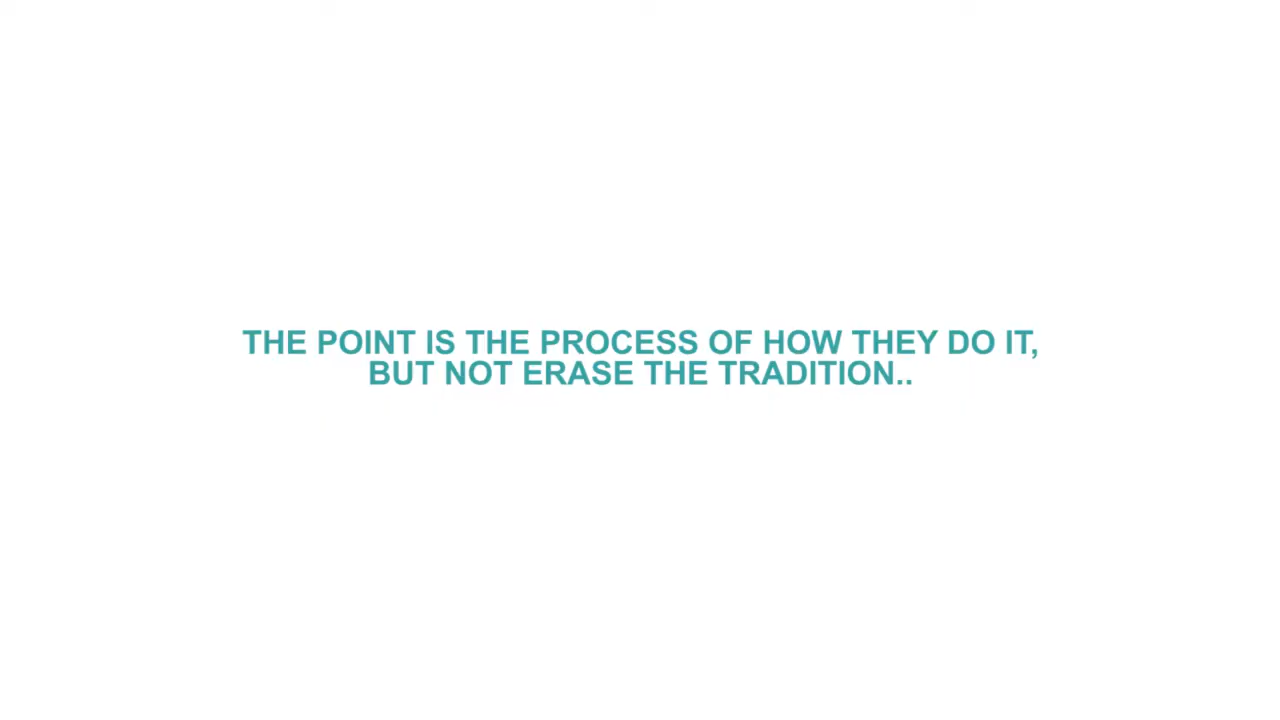 THE POINT IS THE PROCESS OF HOW THEY DO IT,
BUT NOT ERASE THE TRADITION..